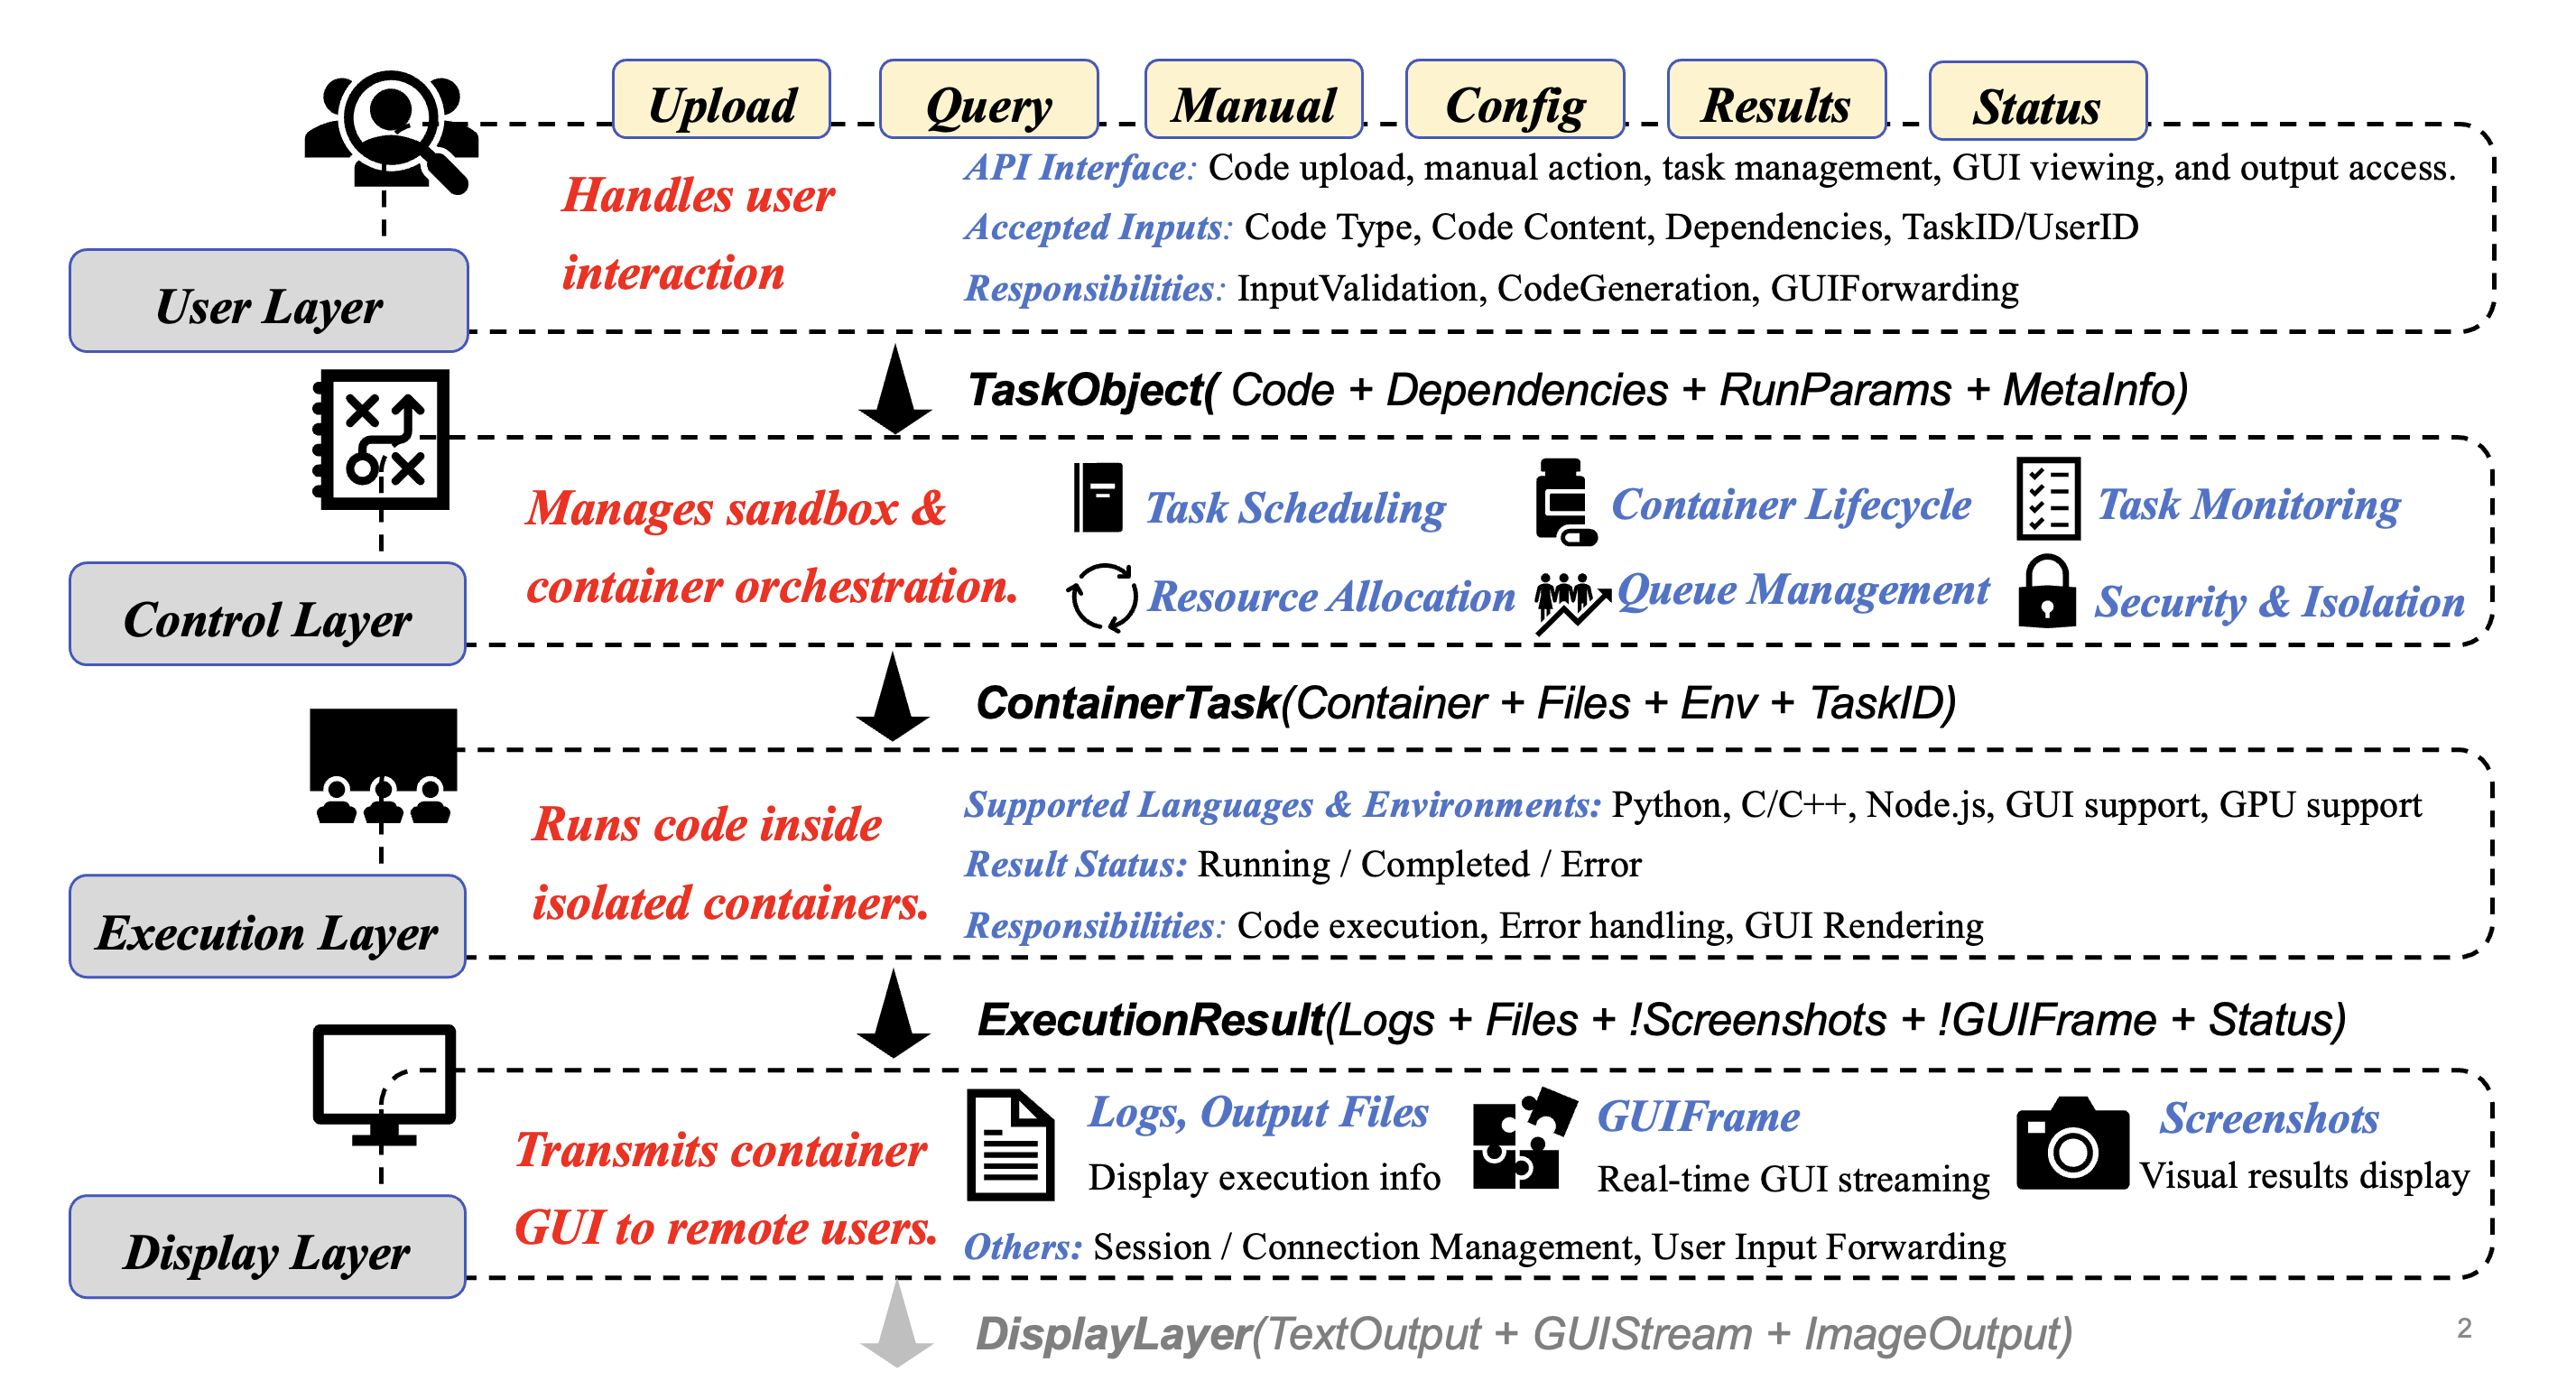 Upload Query Manual Config Results Status
Handles user
interaction
API Interface: Code upload, manual action, task management, GUI viewing, and output access.
Accepted Inputs: Code Type, Code Content, Dependencies, TaskID/UserID
Responsibilities: InputValidation, CodeGeneration, GUIForwarding
User Layer
TaskObject( Code + Dependencies + RunParams + MetaInfo)
Manages sandbox &
container orchestration.
Task Scheduling Container Lifecycle Task Monitoring
Resource Allocation Queue Management Security & Isolation
Control Layer
ContainerTask(Container + Files + Env + TaskID)
Runs code inside
isolated containers.
Supported Languages & Environments: Python, C/C++, Node.js, GUI support, GPU support
Result Status: Running / Completed / Error
Responsibilities: Code execution, Error handling, GUI Rendering
Execution Layer
ExecutionResult(Logs + Files + !Screenshots + !GUIFrame + Status)
Transmits container
GUI to remote users.
Logs, Output Files
Display execution info
GUIFrame
Real-time GUI streaming
Screenshots
Visual results display
Others: Session / Connection Management, User Input Forwarding
Display Layer
DisplayLayer(TextOutput + GUIStream + ImageOutput)
2